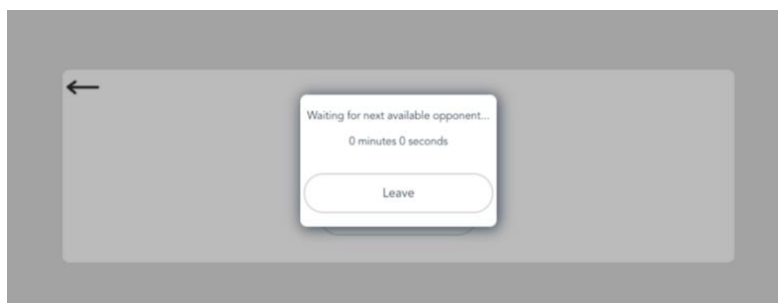 Waiting for next available opponent...
0 minutes 0 seconds
Leave